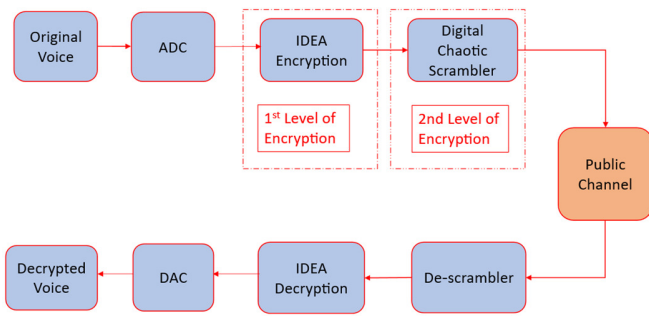 Original
Voice
ADC
IDEA
Encryption
Digital
Chaotic
Scrambler
1st Level of
Encryption
2nd Level of
Encryption
Public
Channel
Decrypted
Voice
DAC
IDEA
Decryption
De-scrambler